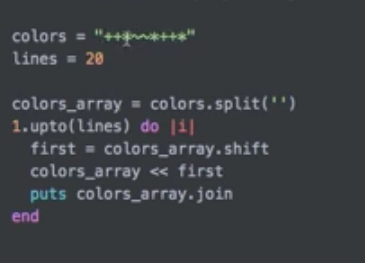 colors = "++*~~*++*"
lines = 20
colors_array = colors.split('')
1.upto(lines) do |i|
first = colors_array.shift
colors_array << first
puts colors_array.join
end